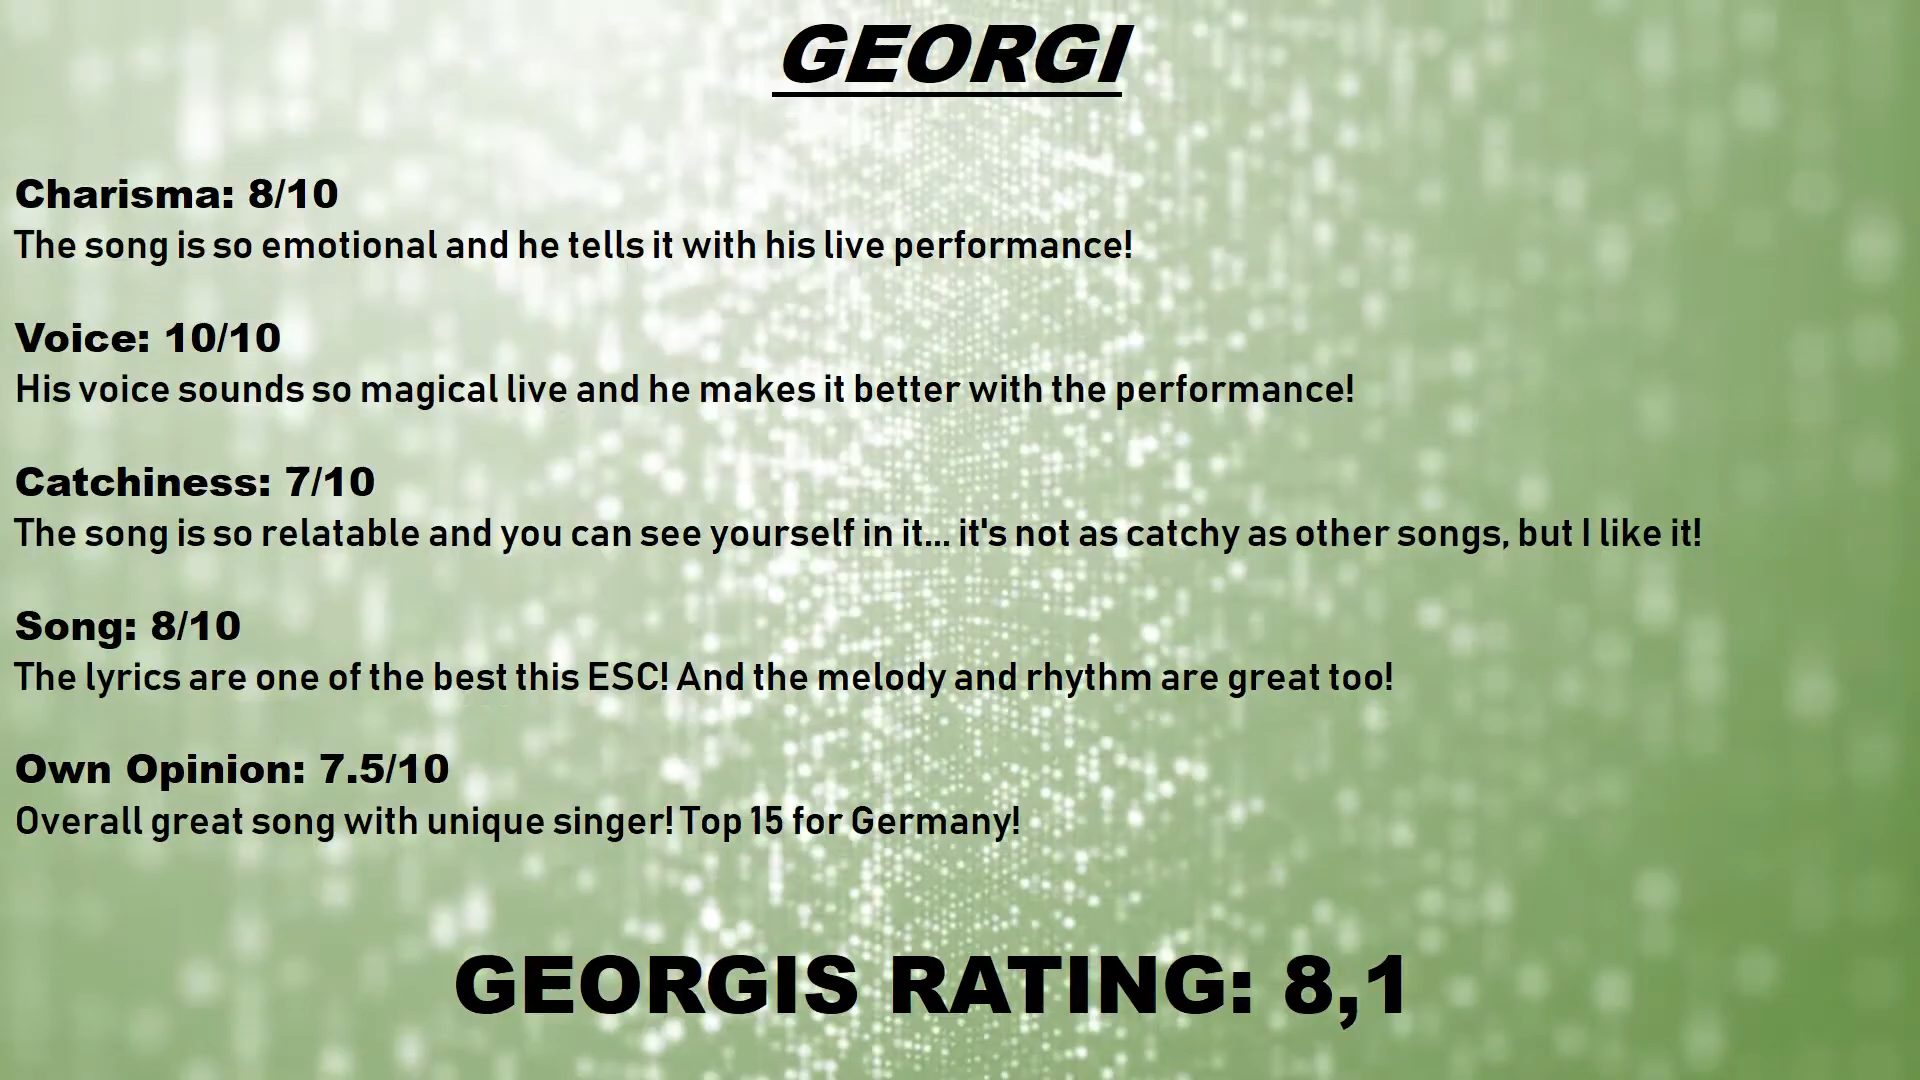 GEORGI
Charisma: 8/10
The song is so emotional and he tells it with his live performance!
Voice: 10/10
His voice sounds so magical live and he makes it better with the performance!
Catchiness: 7/10
The song is so relatable and you can see yourself in it... it's not as catchy as other songs, but I like it!
Song: 8/10
The lyrics are one of the best this ESC! And the melody and rhythm are great too!
Own Opinion: 7.5/10
Overall great song with unique singer! Top 15 for Germany!
GEORGIS RATING: 8,1